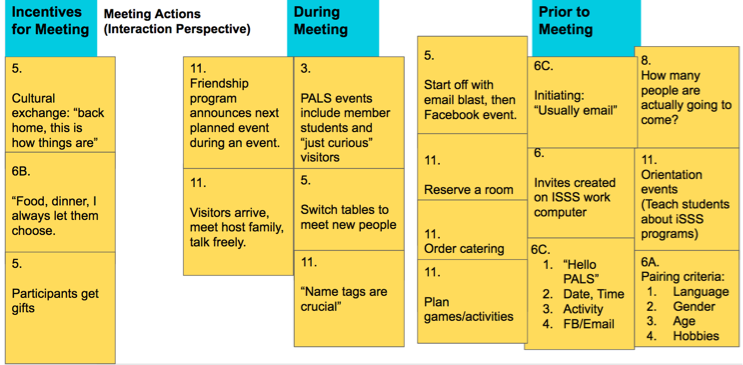 Incentives
for Meeting
Meeting Actions
(Interaction Perspective)
During
Meeting
Prior to
Meeting
5.
Cultural
exchange: “back
home, this is
how things are”
6B.
“Food, dinner, I
always let them
choose.
5.
Participants get
gifts
11.
Friendship
program
announces next
planned event
during an event.
11.
Visitors arrive,
meet host family,
talk freely.
3.
PALS events
include member
students and
“just curious”
visitors
5.
Switch tables to
meet new people
11.
“Name tags are
crucial”
5.
Start off with
email blast, then
Facebook event.
11.
Reserve a room
11.
Order catering
11.
Plan
games/activities
6C.
Initiating:
“Usually email”
6.
Invites created
on ISSS work
computer
6C.
1. “Hello
PALS”
2. Date, Time
3. Activity
4. FB/Email
8.
How many
people are
actually going to
come?
11.
Orientation
events
(Teach students
about iSSS
programs)
6A.
Pairing criteria:
1. Language
2. Gender
3. Age
4. Hobbies